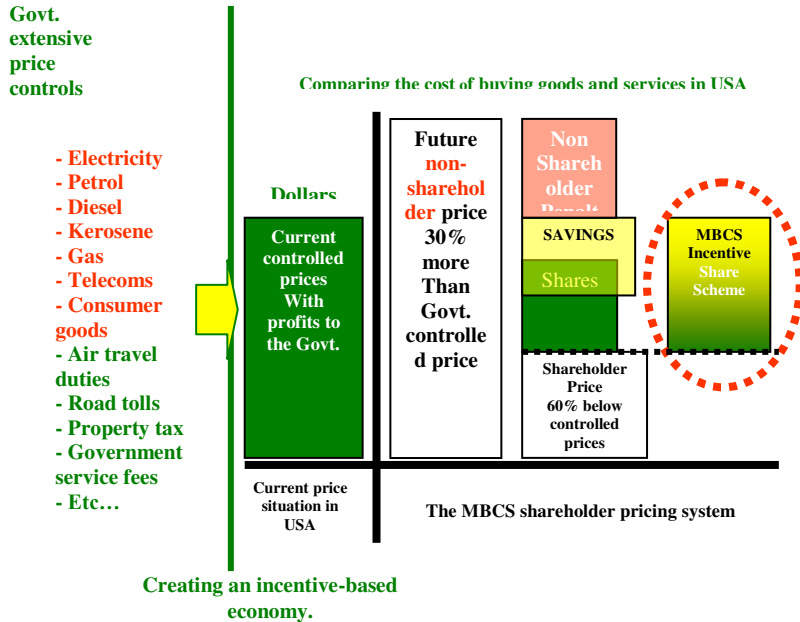 Govt.
extensive
price
controls
Comparing the cost of buying goods and services in USA
- Electricity
- Petrol
- Diesel
- Kerosene
- Gas
- Telecoms
- Consumer
goods
- Air travel
duties
- Road tolls
- Property tax
- Government
service fees
- Etc…
Dollars
Current
controlled
prices
With
profits to
the Govt.
Future
non-
sharehol
der price
30%
more
Than
Govt.
controlle
d price
Non
Shareh
older
Penalt
SAVINGS
Shares
Shareholder
Price
60% below
controlled
prices
MBCS
Incentive
Share
Scheme
Current price
situation in
USA
The MBCS shareholder pricing system
Creating an incentive-based
economy.